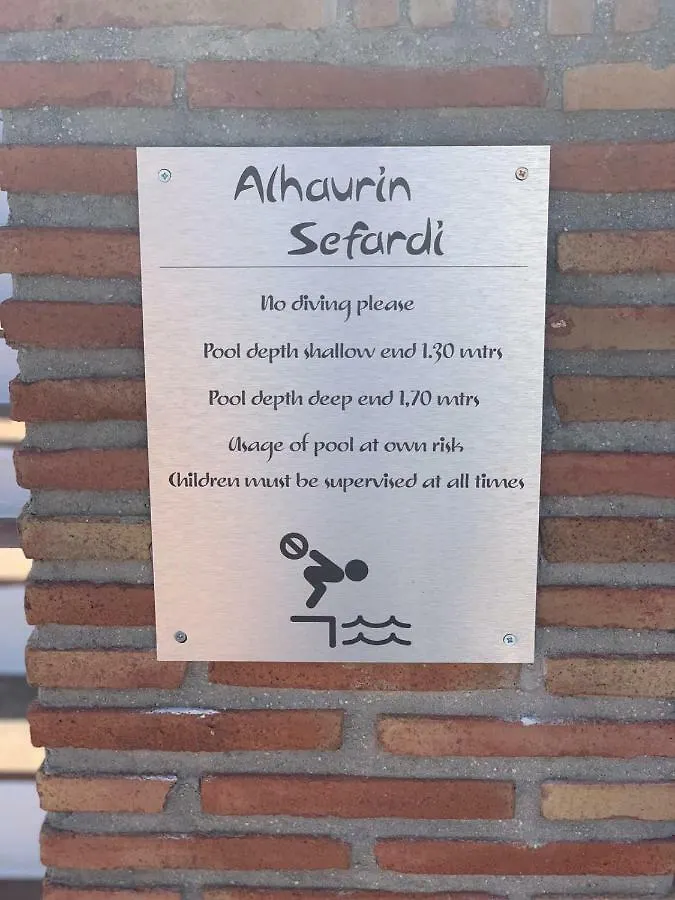 Alhaurin
Sefardi
No diving please
Pool depth shallow end 1.30 mtrs
Pool depth deep end 1,70 mtrs
Usage of pool at own risk
Children must be supervised at all times